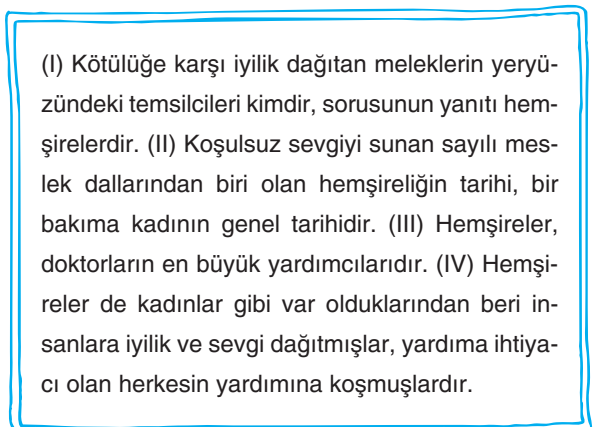 (I) Kötülüğe karşı iyilik dağıtan meleklerin yeryü-
zündeki temsilcileri kimdir, sorusunun yanıtı hem-
şirelerdir. (II) Koşulsuz sevgiyi sunan sayılı mes-
lek dallarından biri olan hemşireliğin tarihi, bir
bakıma kadının genel tarihidir. (III) Hemşireler,
doktorların en büyük yardımcılarıdır. (IV) Hemşi-
reler de kadınlar gibi var olduklarından beri in-
sanlara iyilik ve sevgi dağıtmışlar, yardıma ihtiya-
cı olan herkesin yardımına koşmuşlardır.